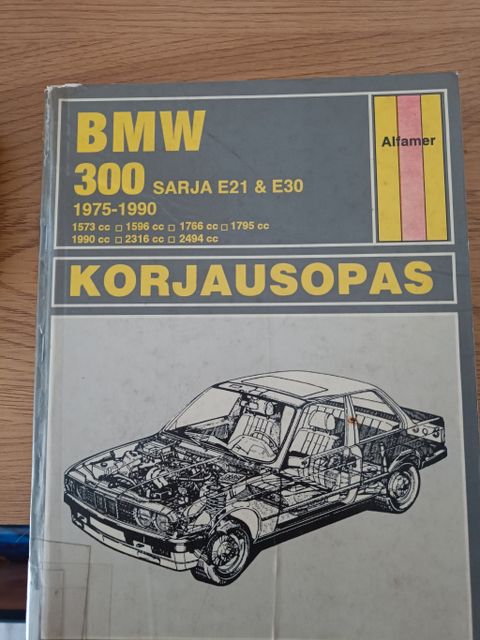 BMW
300 SARJA E21 & E30
1975-1990
1573 cc □ 1596 cc □ 1766 cc □ 1795 cc
1990 cc □ 2316 cc □ 2494 cc
Alfamer
KORJAUSOPAS